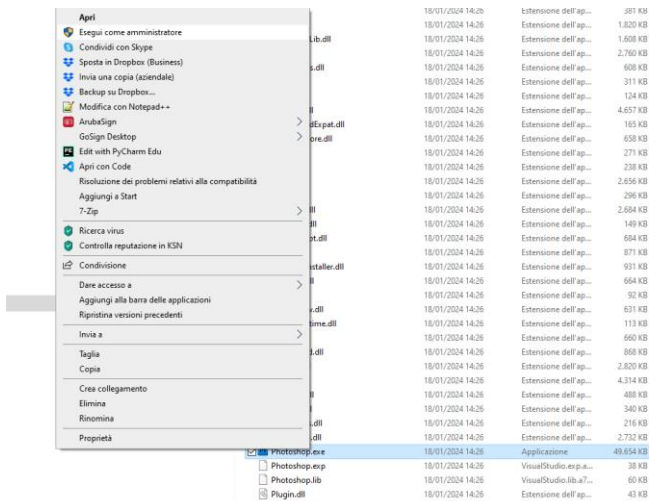 Apri
Esegui come amministratore
Condividi con Skype
Sposta in Dropbox (Business)
Invia una copia (aziendale)
Backup su Dropbox...
Modifica con Notepad++
ArubaSign
GoSign Desktop
Edit with PyCharm Edu
Apri con Code
Risoluzione dei problemi relativi alla compatibilità
Aggiungi a Start
7-Zip
Ricerca virus
Controlla reputazione in KSN
Condivisione
Dare accesso a
Aggiungi alla barra delle applicazioni
Ripristina versioni precedenti
Invia a
Taglia
Copia
Crea collegamento
Elimina
Rinomina
Proprietà
18/01/2024 14:26 Estensione dell'ap... 381 KB
18/01/2024 14:26 Estensione dell'ap... 1.820 KB
Lib.dll 18/01/2024 14:26 Estensione dell'ap... 1.608 KB
18/01/2024 14:26 Estensione dell'ap... 2.760 KB
s.dll 18/01/2024 14:26 Estensione dell'ap... 608 KB
18/01/2024 14:26 Estensione dell'ap... 311 KB
18/01/2024 14:26 Estensione dell'ap... 124 KB
ll 18/01/2024 14:26 Estensione dell'ap... 4.657 KB
dExpat.dll 18/01/2024 14:26 Estensione dell'ap... 165 KB
ore.dll 18/01/2024 14:26 Estensione dell'ap... 658 KB
18/01/2024 14:26 Estensione dell'ap... 271 KB
18/01/2024 14:26 Estensione dell'ap... 238 KB
18/01/2024 14:26 Estensione dell'ap... 2.656 KB
18/01/2024 14:26 Estensione dell'ap... 296 KB
lll 18/01/2024 14:26 Estensione dell'ap... 2.684 KB
dll 18/01/2024 14:26 Estensione dell'ap... 149 KB
pt.dll 18/01/2024 14:26 Estensione dell'ap... 684 KB
18/01/2024 14:26 Estensione dell'ap... 871 KB
nstaller.dll 18/01/2024 14:26 Estensione dell'ap... 931 KB
ll 18/01/2024 14:26 Estensione dell'ap... 664 KB
18/01/2024 14:26 Estensione dell'ap... 92 KB
v.dll 18/01/2024 14:26 Estensione dell'ap... 631 KB
time.dll 18/01/2024 14:26 Estensione dell'ap... 113 KB
18/01/2024 14:26 Estensione dell'ap... 660 KB
d.dll 18/01/2024 14:26 Estensione dell'ap... 868 KB
18/01/2024 14:26 Estensione dell'ap... 2.820 KB
18/01/2024 14:26 Estensione dell'ap... 4.314 KB
ll 18/01/2024 14:26 Estensione dell'ap... 488 KB
l 18/01/2024 14:26 Estensione dell'ap... 340 KB
s.dll 18/01/2024 14:26 Estensione dell'ap... 216 KB
.dll 18/01/2024 14:26 Estensione dell'ap... 2.732 KB
Photoshop.exe 18/01/2024 14:26 Applicazione 49.654 KB
Photoshop.exp 18/01/2024 14:26 VisualStudio.exp.a... 38 KB
Photoshop.lib 18/01/2024 14:26 VisualStudio.lib.a7... 60 KB
Plugin.dll 18/01/2024 14:26 Estensione dell'ap... 43 KB